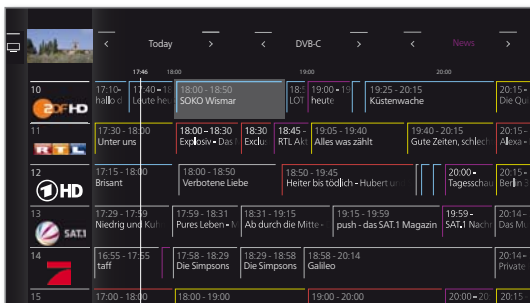 Today DVB-C News
17:46 18:00 19:00 20:00
10 17:10- 17:40 - 18 18:00 - 18:50 18:5 19:00 - 19 19:25 - 20:15 20:15 -
ZDF HD hallo d Leute heu SOKO Wismar LOT heute Küstenwache Die Qu
11 17:30 - 18:00 18:00 - 18:30 18:30 18:45 - 19:05 - 19:40 19:40 - 20:15 20:15 -
RTL Unter uns Explosiv - Das Exclu: RTL Akt Alles was zählt Gute Zeiten, schlech Alexa -
12 17:15 - 18:00 18:00 - 18:50 18:50 - 19:45 20:00 - 20:15 -
1 HD Brisant Verbotene Liebe Heiter bis tödlich - Hubert un Tagesschau Berlin
13 17:29 - 17:59 17:59 - 18:31 18:31 - 19:15 19:15 - 19:59 19:59 - 20:14 -
SAT.1 Niedrig und Kuh Pures Leben - M Ab durch die Mitte - push - das SAT.1 Magazin SAT.1 Nachr Das Mu
14 16:55 - 17:55 17:58 - 18:29 18:29 - 18:58 18:58 - 20:14 20:14 -
taff Die Simpsons Die Simpsons Galileo Private
15 17:00 - 18:00 18:00 - 19:00 19:00 - 20:00 20:00 - 20 20:15